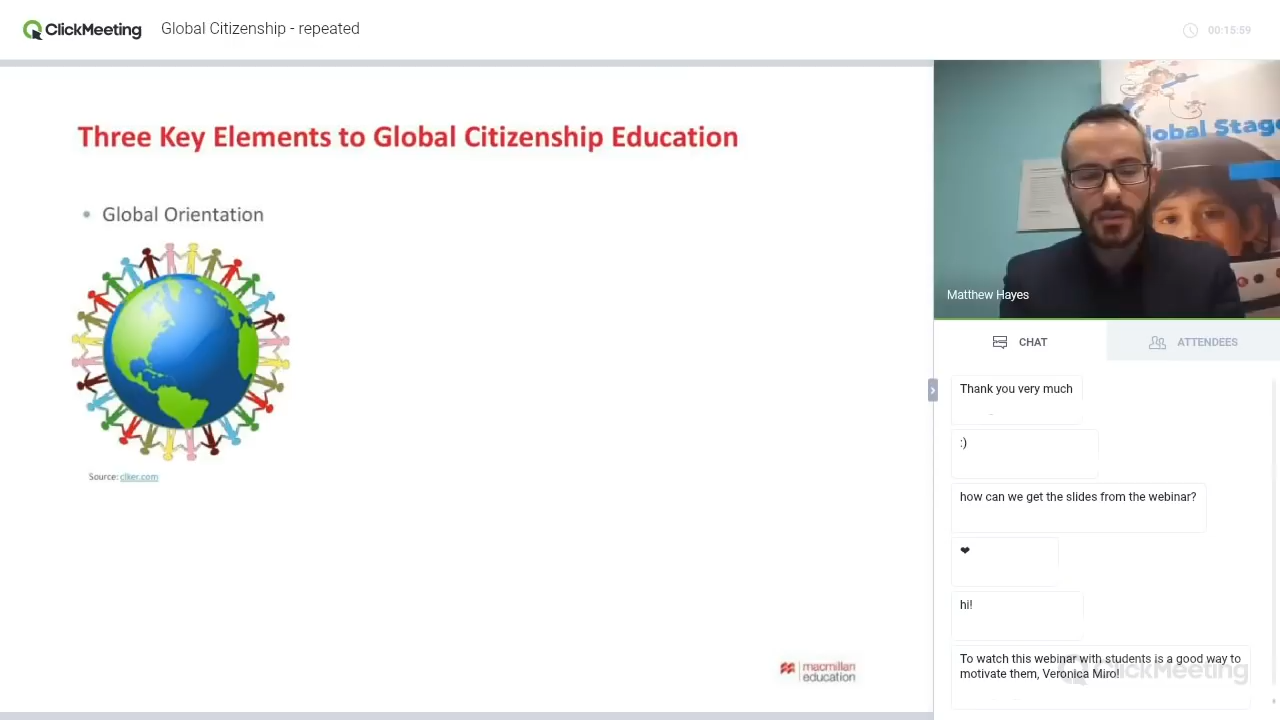 ClickMeeting
Global Citizenship - repeated
00:15:59
Three Key Elements to Global Citizenship Education
• Global Orientation
Source: clker.com
macmillan
education
lobal Stag
Matthew Hayes
CHAT
ATTENDEES
Thank you very much
:)
how can we get the slides from the webinar?
❤
hi!
To watch this webinar with students is a good way to
motivate them, Veronica Miro!
ClickMeeting